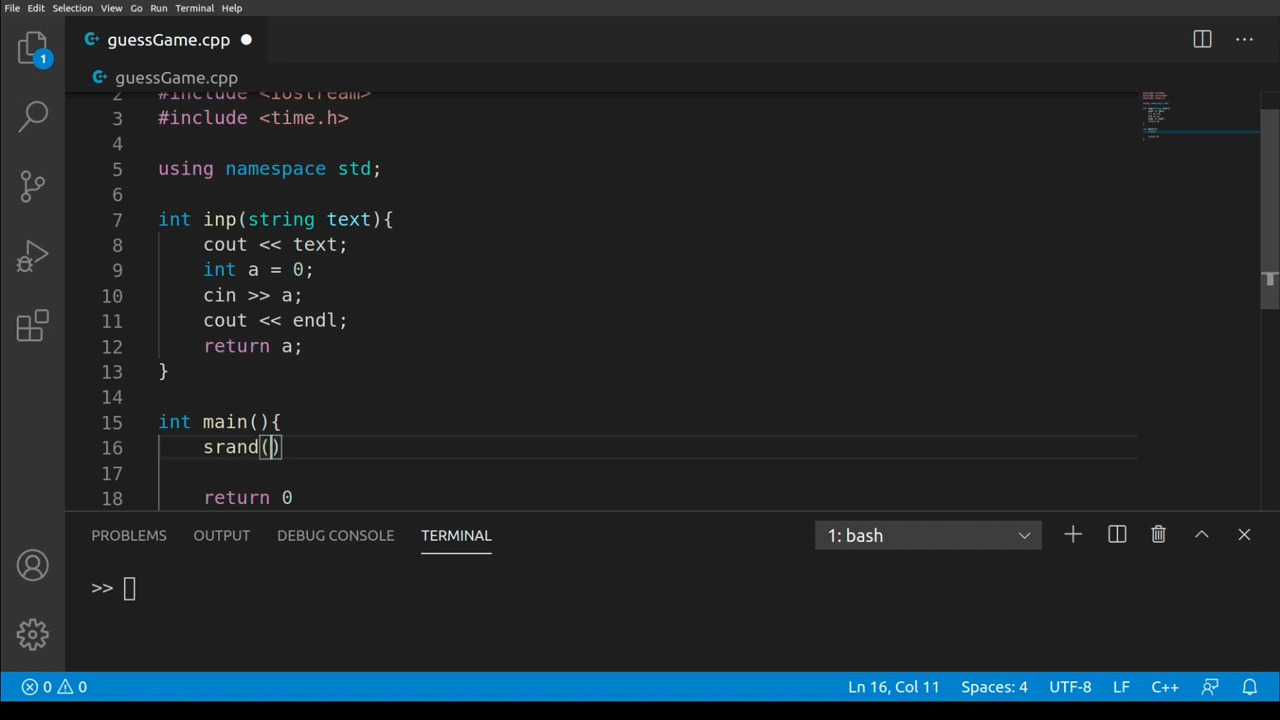 File Edit Selection View Go Run Terminal Help
1
guessGame.cpp
guessGame.cpp
2 #include <iostream>
3 #include <time.h>
4
5 using namespace std;
6
7 int inp(string text){
8 cout << text;
9 int a = 0;
10 cin >> a;
11 cout << endl;
12 return a;
13 }
14
15 int main(){
16 srand()
17
18 return 0
PROBLEMS OUTPUT DEBUG CONSOLE TERMINAL 1: bash
>>
0 0 Ln 16, Col 11 Spaces: 4 UTF-8 LF C++